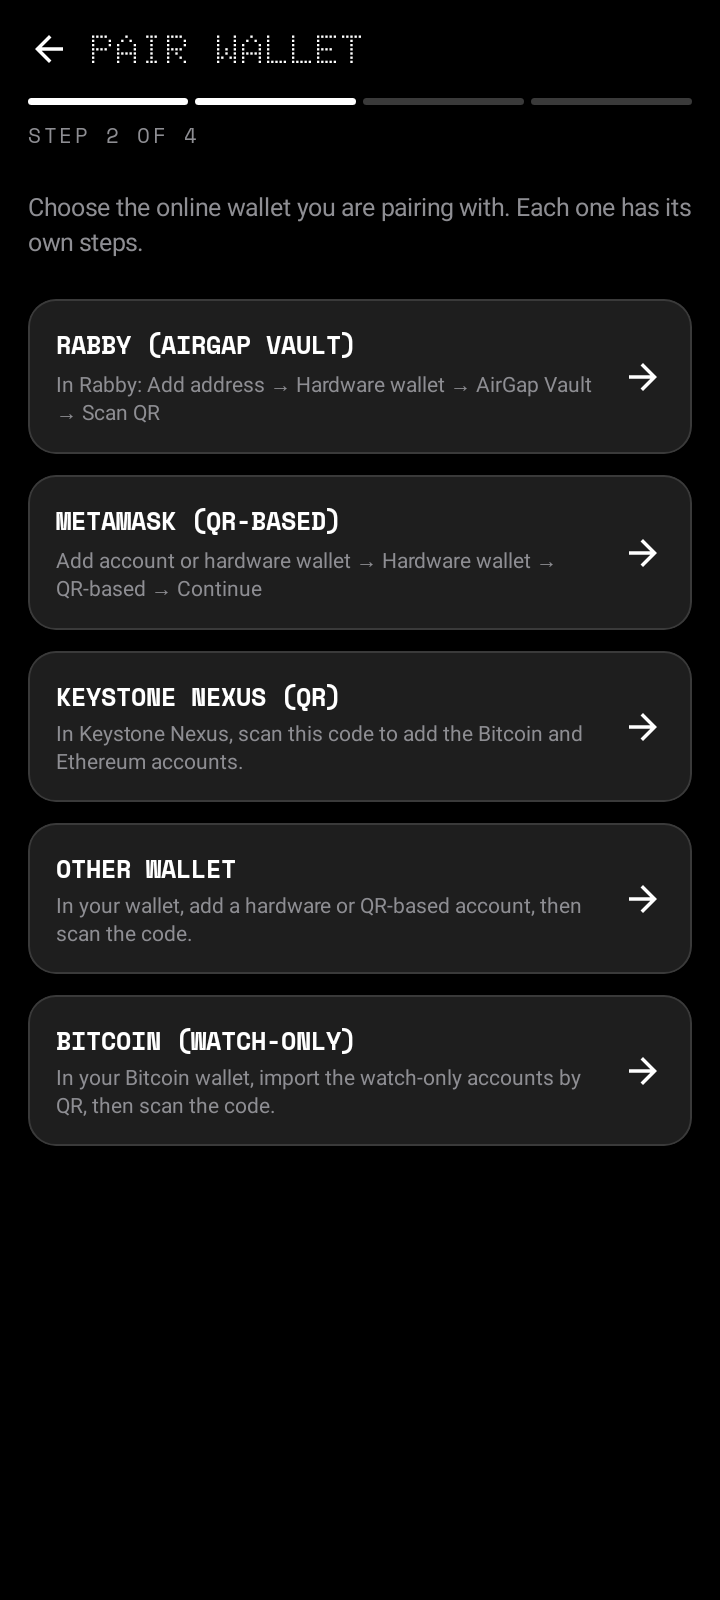 PAIR WALLET
STEP 2 OF 4
Choose the online wallet you are pairing with. Each one has its
own steps.
RABBY (AIRGAP VAULT)
In Rabby: Add address → Hardware wallet → AirGap Vault
→ Scan QR
METAMASK (QR-BASED)
Add account or hardware wallet → Hardware wallet →
QR-based → Continue
KEYSTONE NEXUS (QR)
In Keystone Nexus, scan this code to add the Bitcoin and
Ethereum accounts.
OTHER WALLET
In your wallet, add a hardware or QR-based account, then
scan the code.
BITCOIN (WATCH-ONLY)
In your Bitcoin wallet, import the watch-only accounts by
QR, then scan the code.